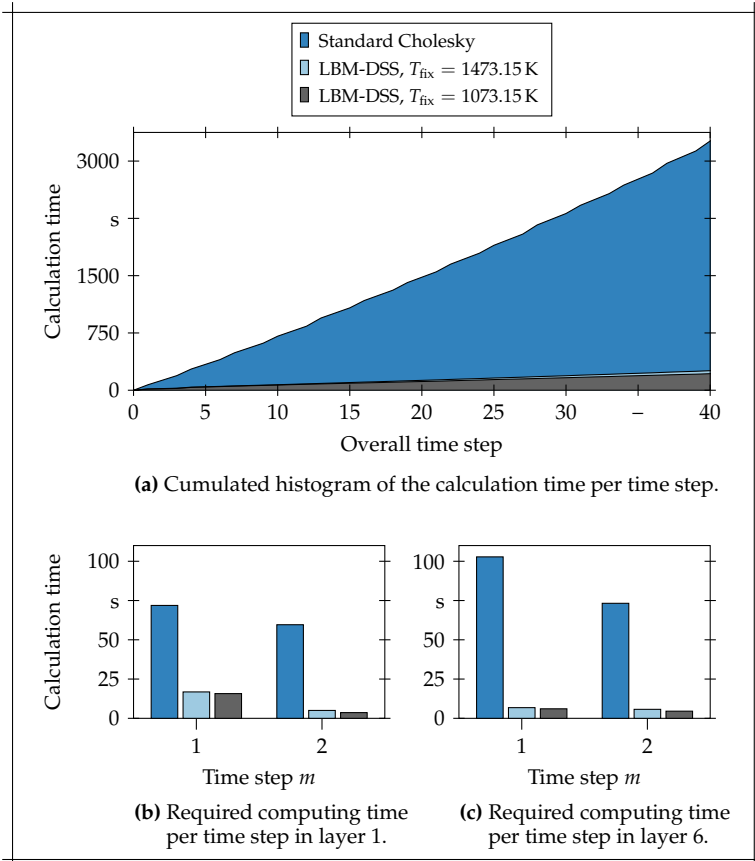 Standard Cholesky
LBM-DSS, T_fix = 1473.15 K
LBM-DSS, T_fix = 1073.15 K
Calculation time
3000
s
1500
750
0
0 5 10 15 20 25 30 – 40
Overall time step
(a) Cumulated histogram of the calculation time per time step.
Calculation time
100
s
50
25
0
1 2
Time step m
(b) Required computing time
per time step in layer 1.
100
s
50
25
0
1 2
Time step m
(c) Required computing time
per time step in layer 6.